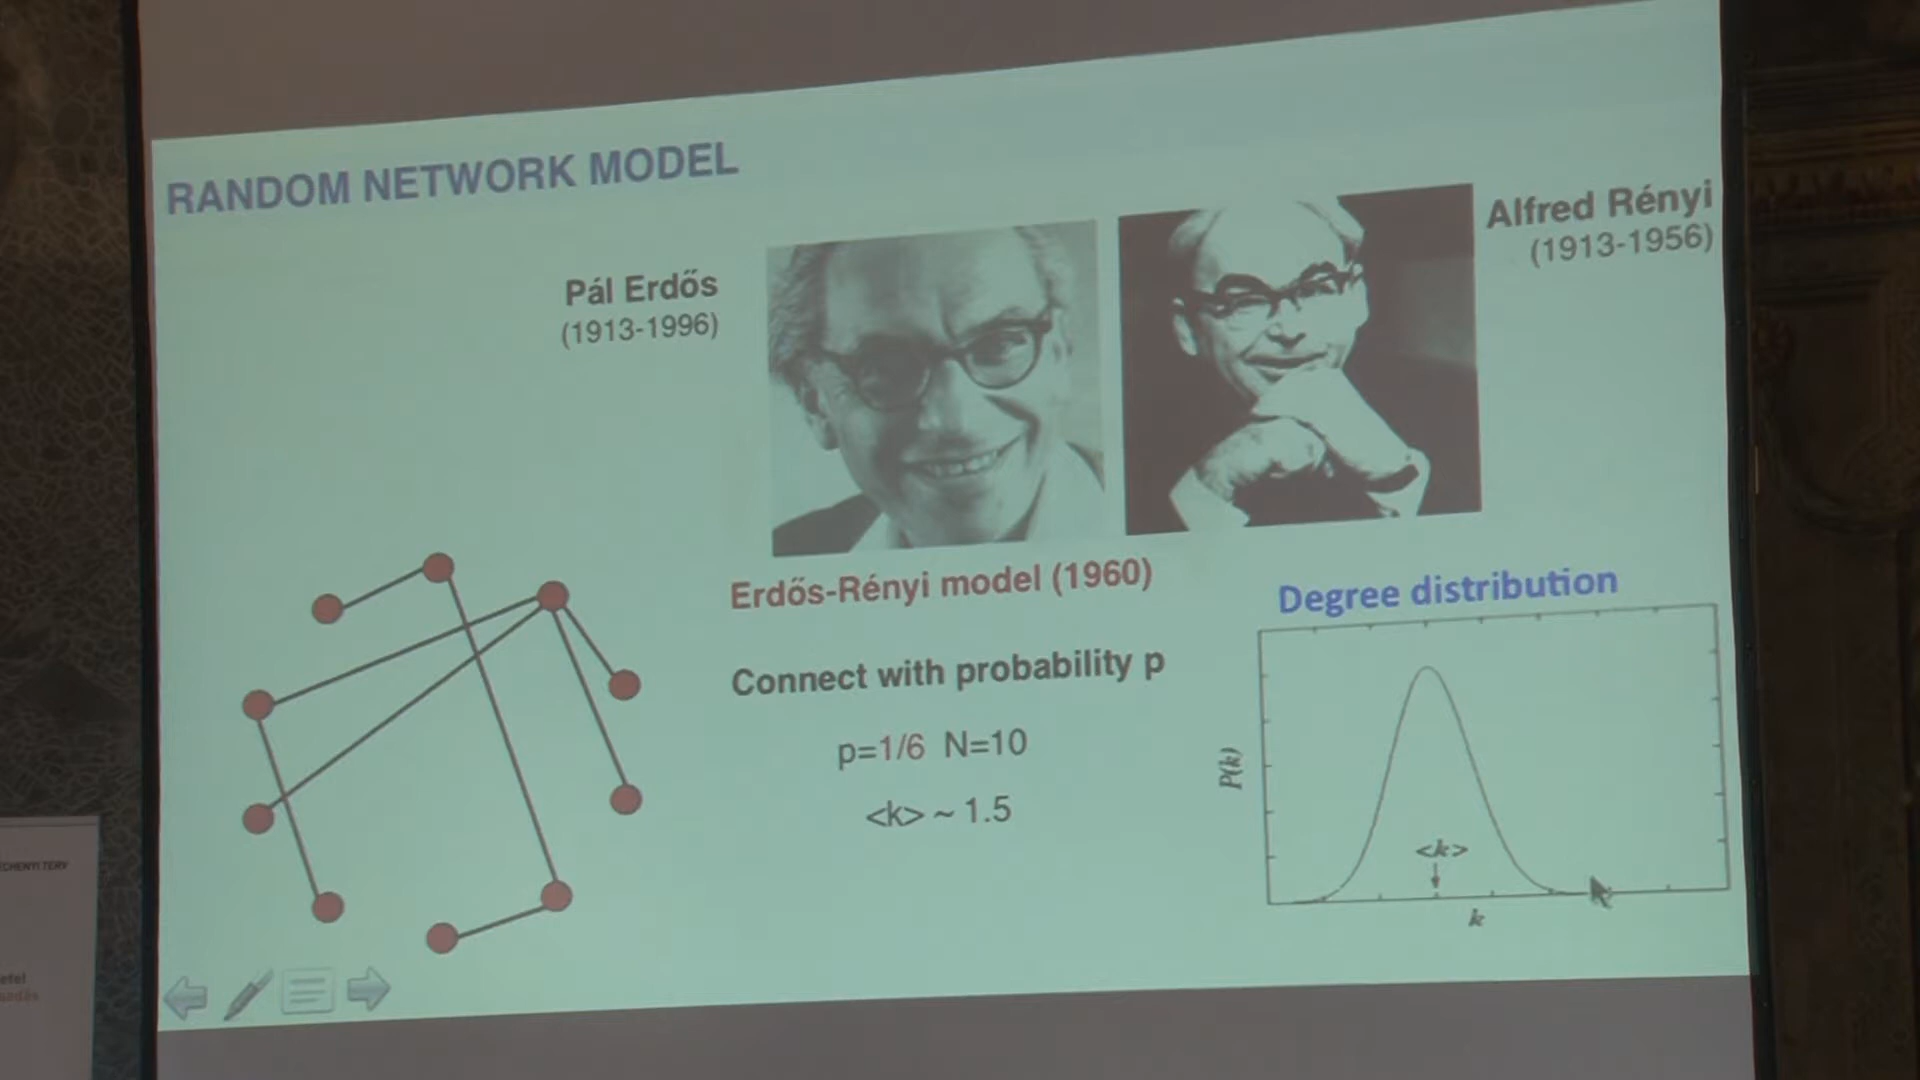 RANDOM NETWORK MODEL
Pál Erdős
(1913-1996)
Alfred Rényi
(1913-1956)
Erdős-Rényi model (1960)
Connect with probability p
p=1/6 N=10
<k> ~ 1.5
Degree distribution
P(k)
<k>
k